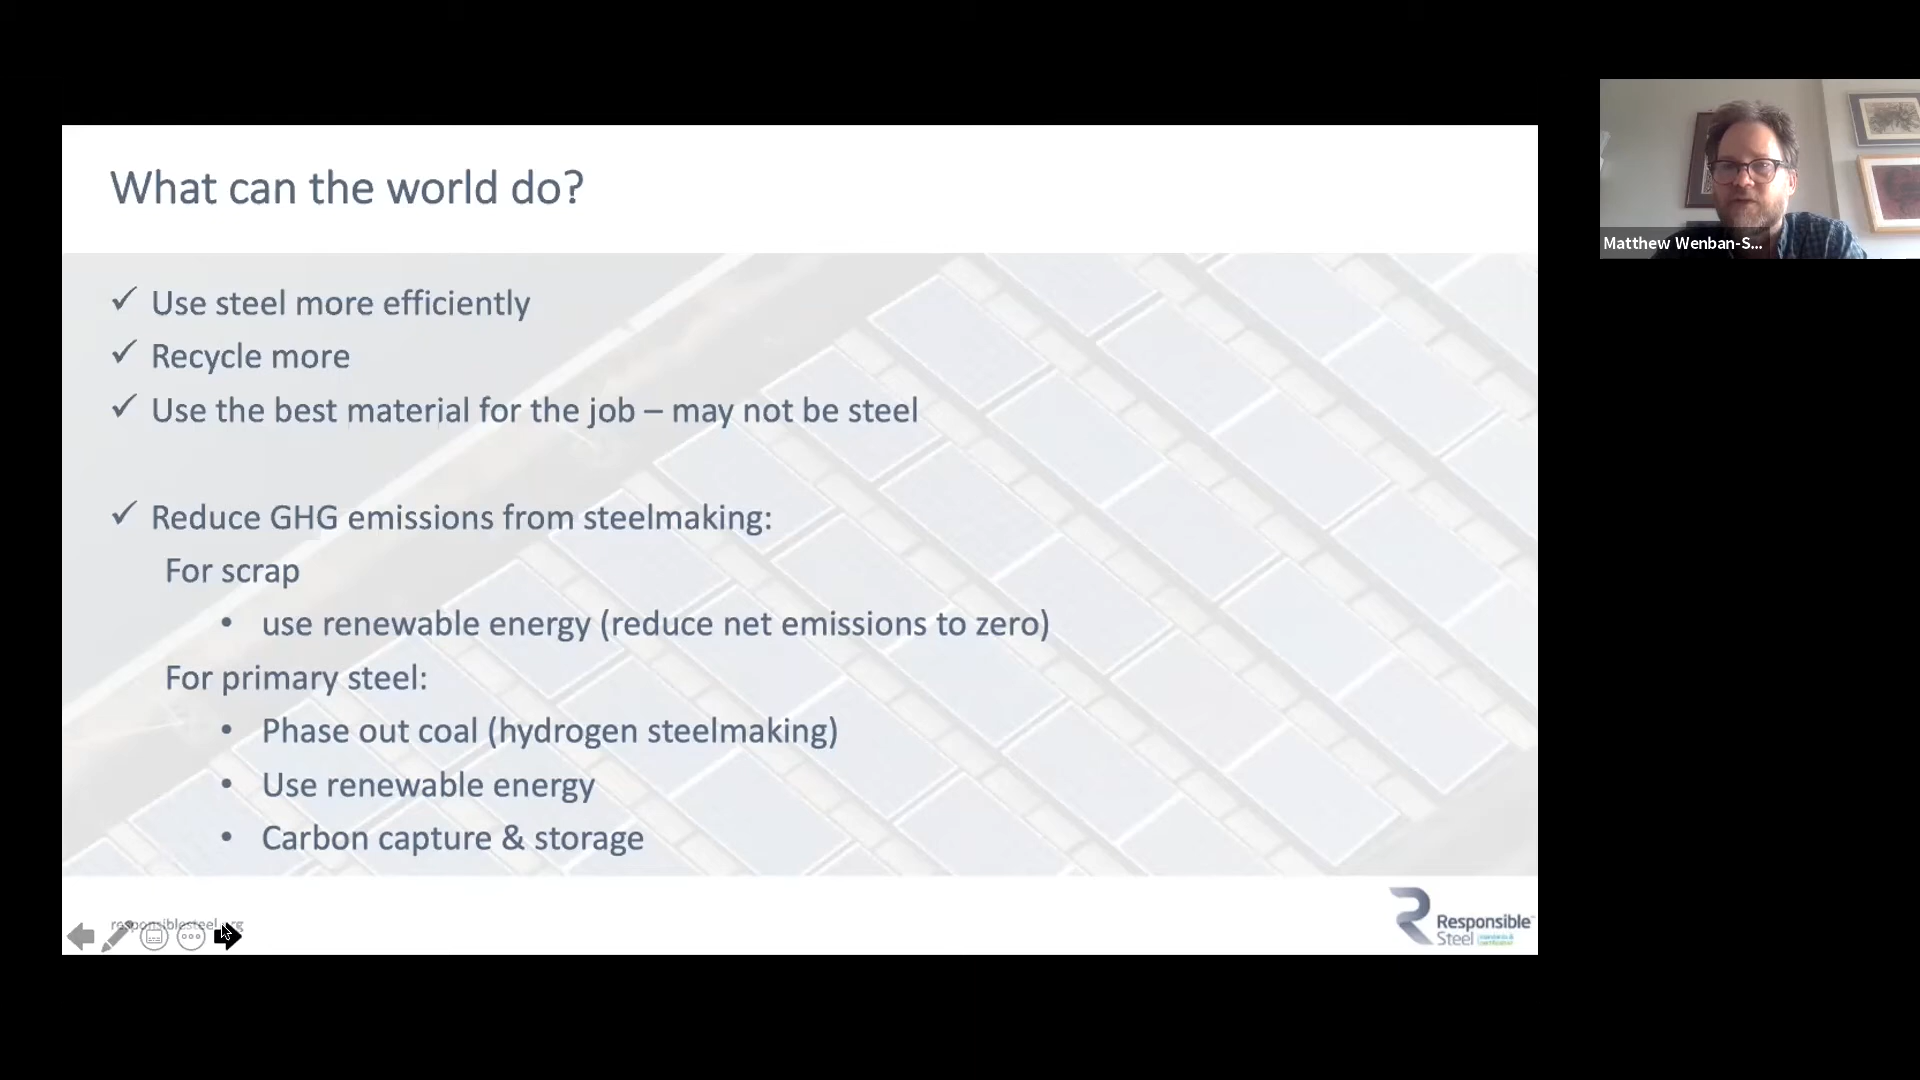 What can the world do?
✓ Use steel more efficiently
✓ Recycle more
✓ Use the best material for the job – may not be steel
✓ Reduce GHG emissions from steelmaking:
For scrap
• use renewable energy (reduce net emissions to zero)
For primary steel:
• Phase out coal (hydrogen steelmaking)
• Use renewable energy
• Carbon capture & storage
Responsible
Steel
Matthew Wenban-S...